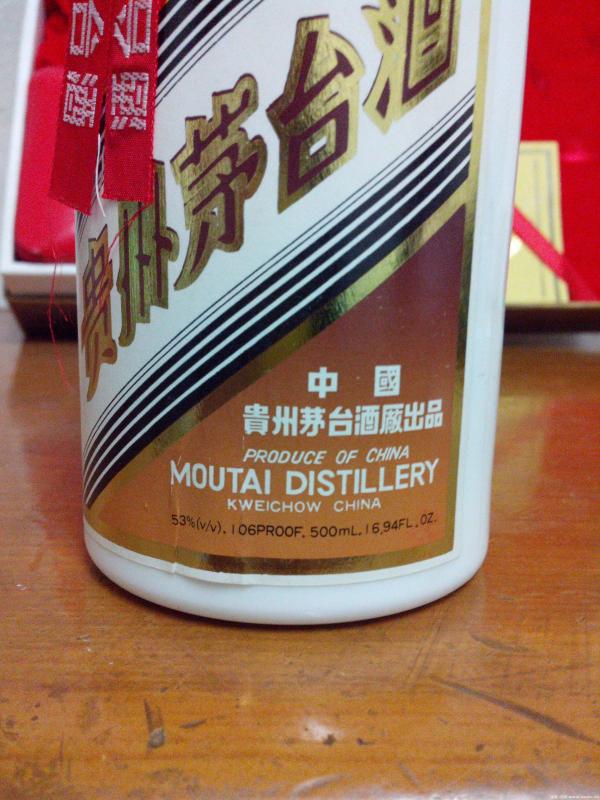 贵州茅台酒
中國
貴州茅台酒廠出品
PRODUCE OF CHINA
MOUTAI DISTILLERY
KWEICHOW CHINA
53%(v/v). 106PROOF. 500mL. 16.94FL.OZ.